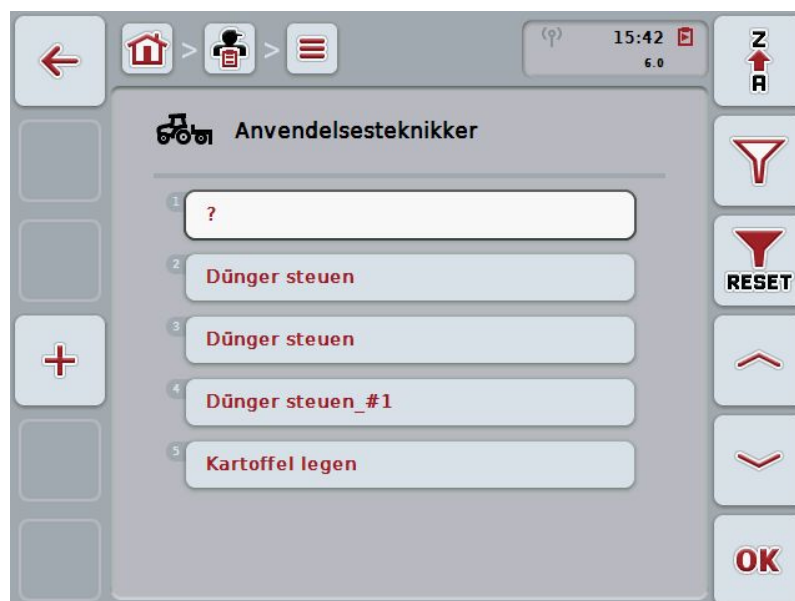 15:42
6.0
Z
A
Anvendelsesteknikker
1
?
2
Dünger steuen
RESET
3
Dünger steuen
4
Dünger steuen_#1
5
Kartoffel legen
OK